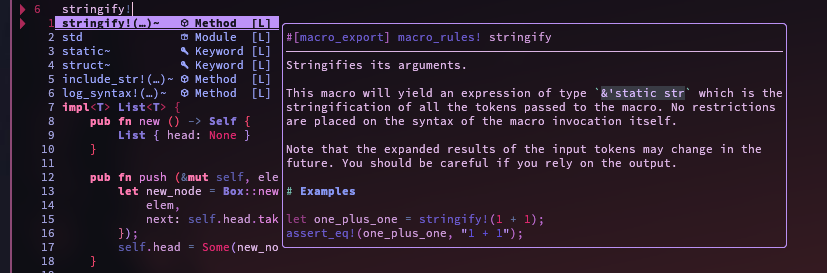 6 stringify!
1 stringify!(…)~ Method [L]
2 std Module [L]
3 static~ Keyword [L]
4 struct~ Keyword [L]
5 include_str!(…)~ Method [L]
6 log_syntax!(…)~ Method [L]
7 impl<T> List<T> {
8 pub fn new () -> Self {
9 List { head: None }
10 }
11
12 pub fn push (&mut self, ele
13 let new_node = Box::new
14 elem,
15 next: self.head.tak
16 });
17 self.head = Some(new_no
18 }
#[macro_export] macro_rules! stringify
Stringifies its arguments.
This macro will yield an expression of type `&'static str` which is the
stringification of all the tokens passed to the macro. No restrictions
are placed on the syntax of the macro invocation itself.
Note that the expanded results of the input tokens may change in the
future. You should be careful if you rely on the output.
# Examples
let one_plus_one = stringify!(1 + 1);
assert_eq!(one_plus_one, "1 + 1");